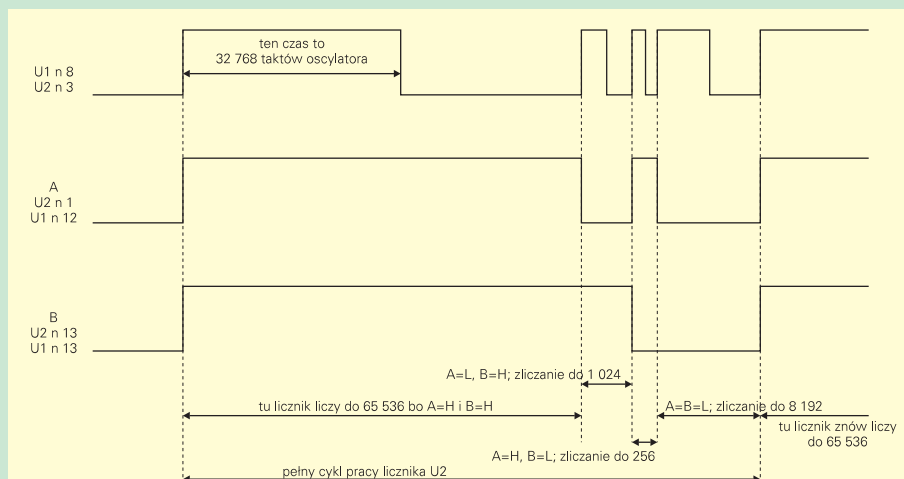 ten czas to
32 768 taktów oscylatora
U1 n 8
U2 n 3
A
U2 n 1
U1 n 12
B
U2 n 13
U1 n 13
A=L, B=H; zliczanie do 1 024
tu licznik liczy do 65 536 bo A=H i B=H
A=B=L; zliczanie do 8 192
tu licznik znów liczy
do 65 536
A=H, B=L; zliczanie do 256
pełny cykl pracy licznika U2